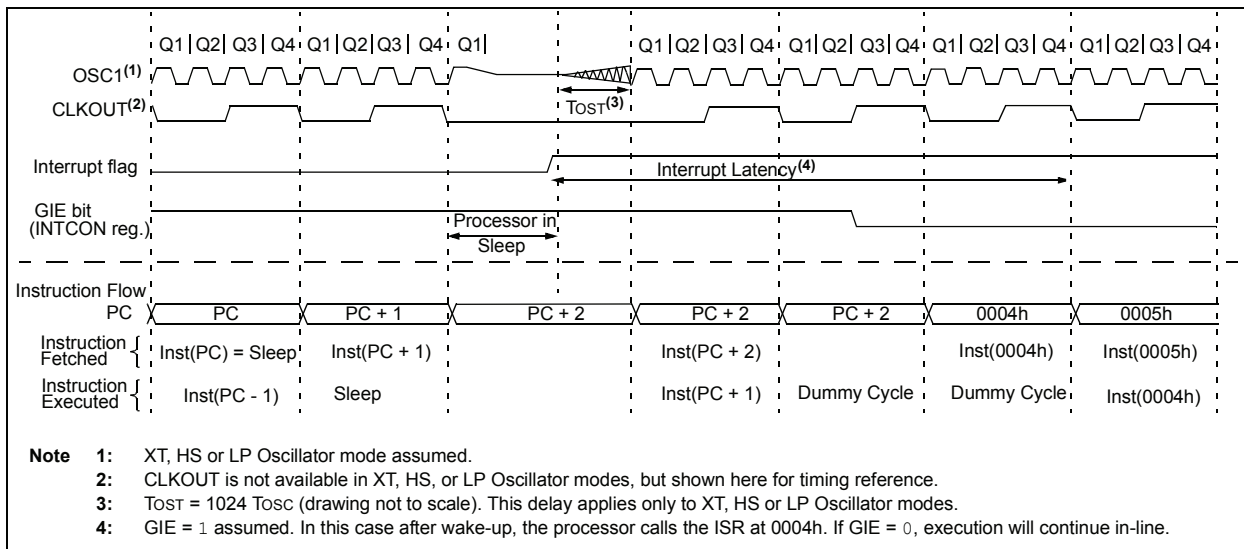 Q1 Q2 Q3 Q4 Q1 Q2 Q3 Q4 Q1 Q1 Q2 Q3 Q4 Q1 Q2 Q3 Q4 Q1 Q2 Q3 Q4 Q1 Q2 Q3 Q4
OSC1(1)
TOST(3)
CLKOUT(2)
Interrupt flag
Interrupt Latency(4)
GIE bit
(INTCON reg.)
Processor in
Sleep
Instruction Flow
PC PC PC + 1 PC + 2 PC + 2 PC + 2 0004h 0005h
Instruction
Fetched
Inst(PC) = Sleep Inst(PC + 1) Inst(PC + 2) Inst(0004h) Inst(0005h)
Instruction
Executed
Inst(PC - 1) Sleep Inst(PC + 1) Dummy Cycle Dummy Cycle Inst(0004h)
Note 1: XT, HS or LP Oscillator mode assumed.
2: CLKOUT is not available in XT, HS, or LP Oscillator modes, but shown here for timing reference.
3: TOST = 1024 TOSC (drawing not to scale). This delay applies only to XT, HS or LP Oscillator modes.
4: GIE = 1 assumed. In this case after wake-up, the processor calls the ISR at 0004h. If GIE = 0, execution will continue in-line.